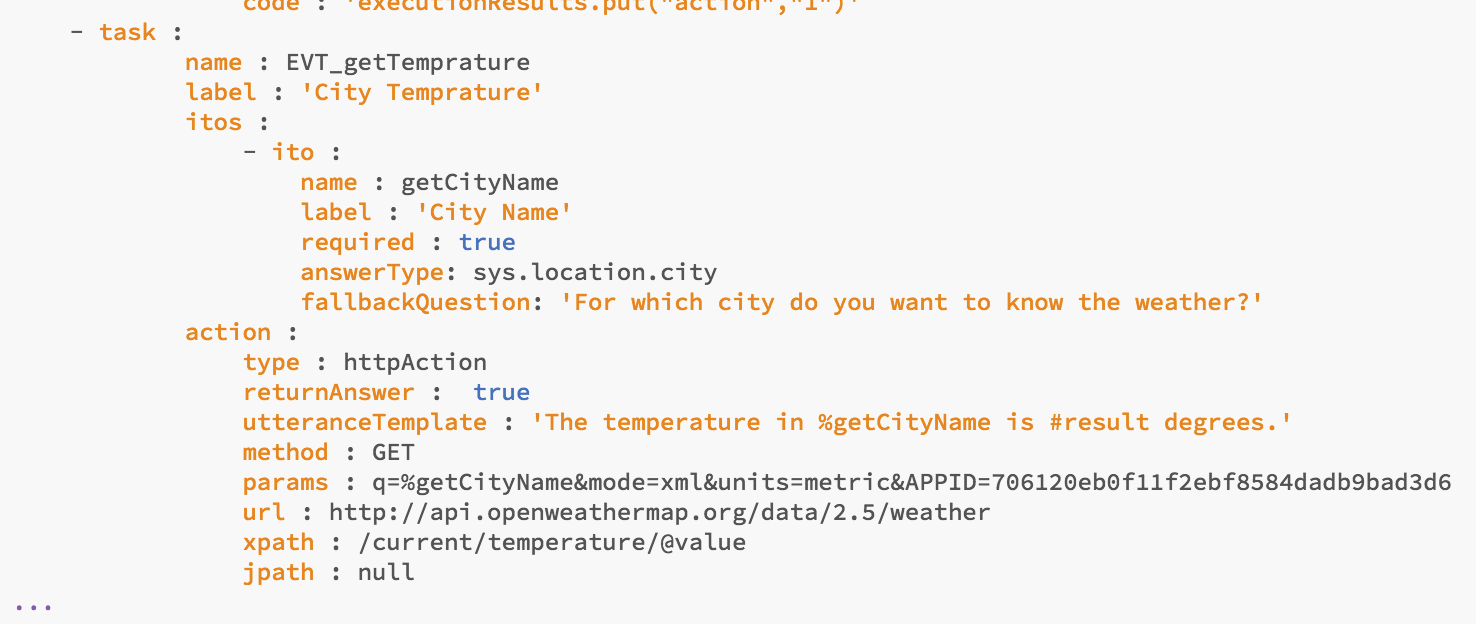 code : 'executionResults.put("action","1")'
- task :
name : EVT_getTemprature
label : 'City Temprature'
itos :
- ito :
name : getCityName
label : 'City Name'
required : true
answerType: sys.location.city
fallbackQuestion: 'For which city do you want to know the weather?'
action :
type : httpAction
returnAnswer :  true
utteranceTemplate : 'The temperature in %getCityName is #result degrees.'
method : GET
params : q=%getCityName&mode=xml&units=metric&APPID=706120eb0f11f2ebf8584dadb9bad3d6
url : http://api.openweathermap.org/data/2.5/weather
xpath : /current/temperature/@value
jpath : null
...